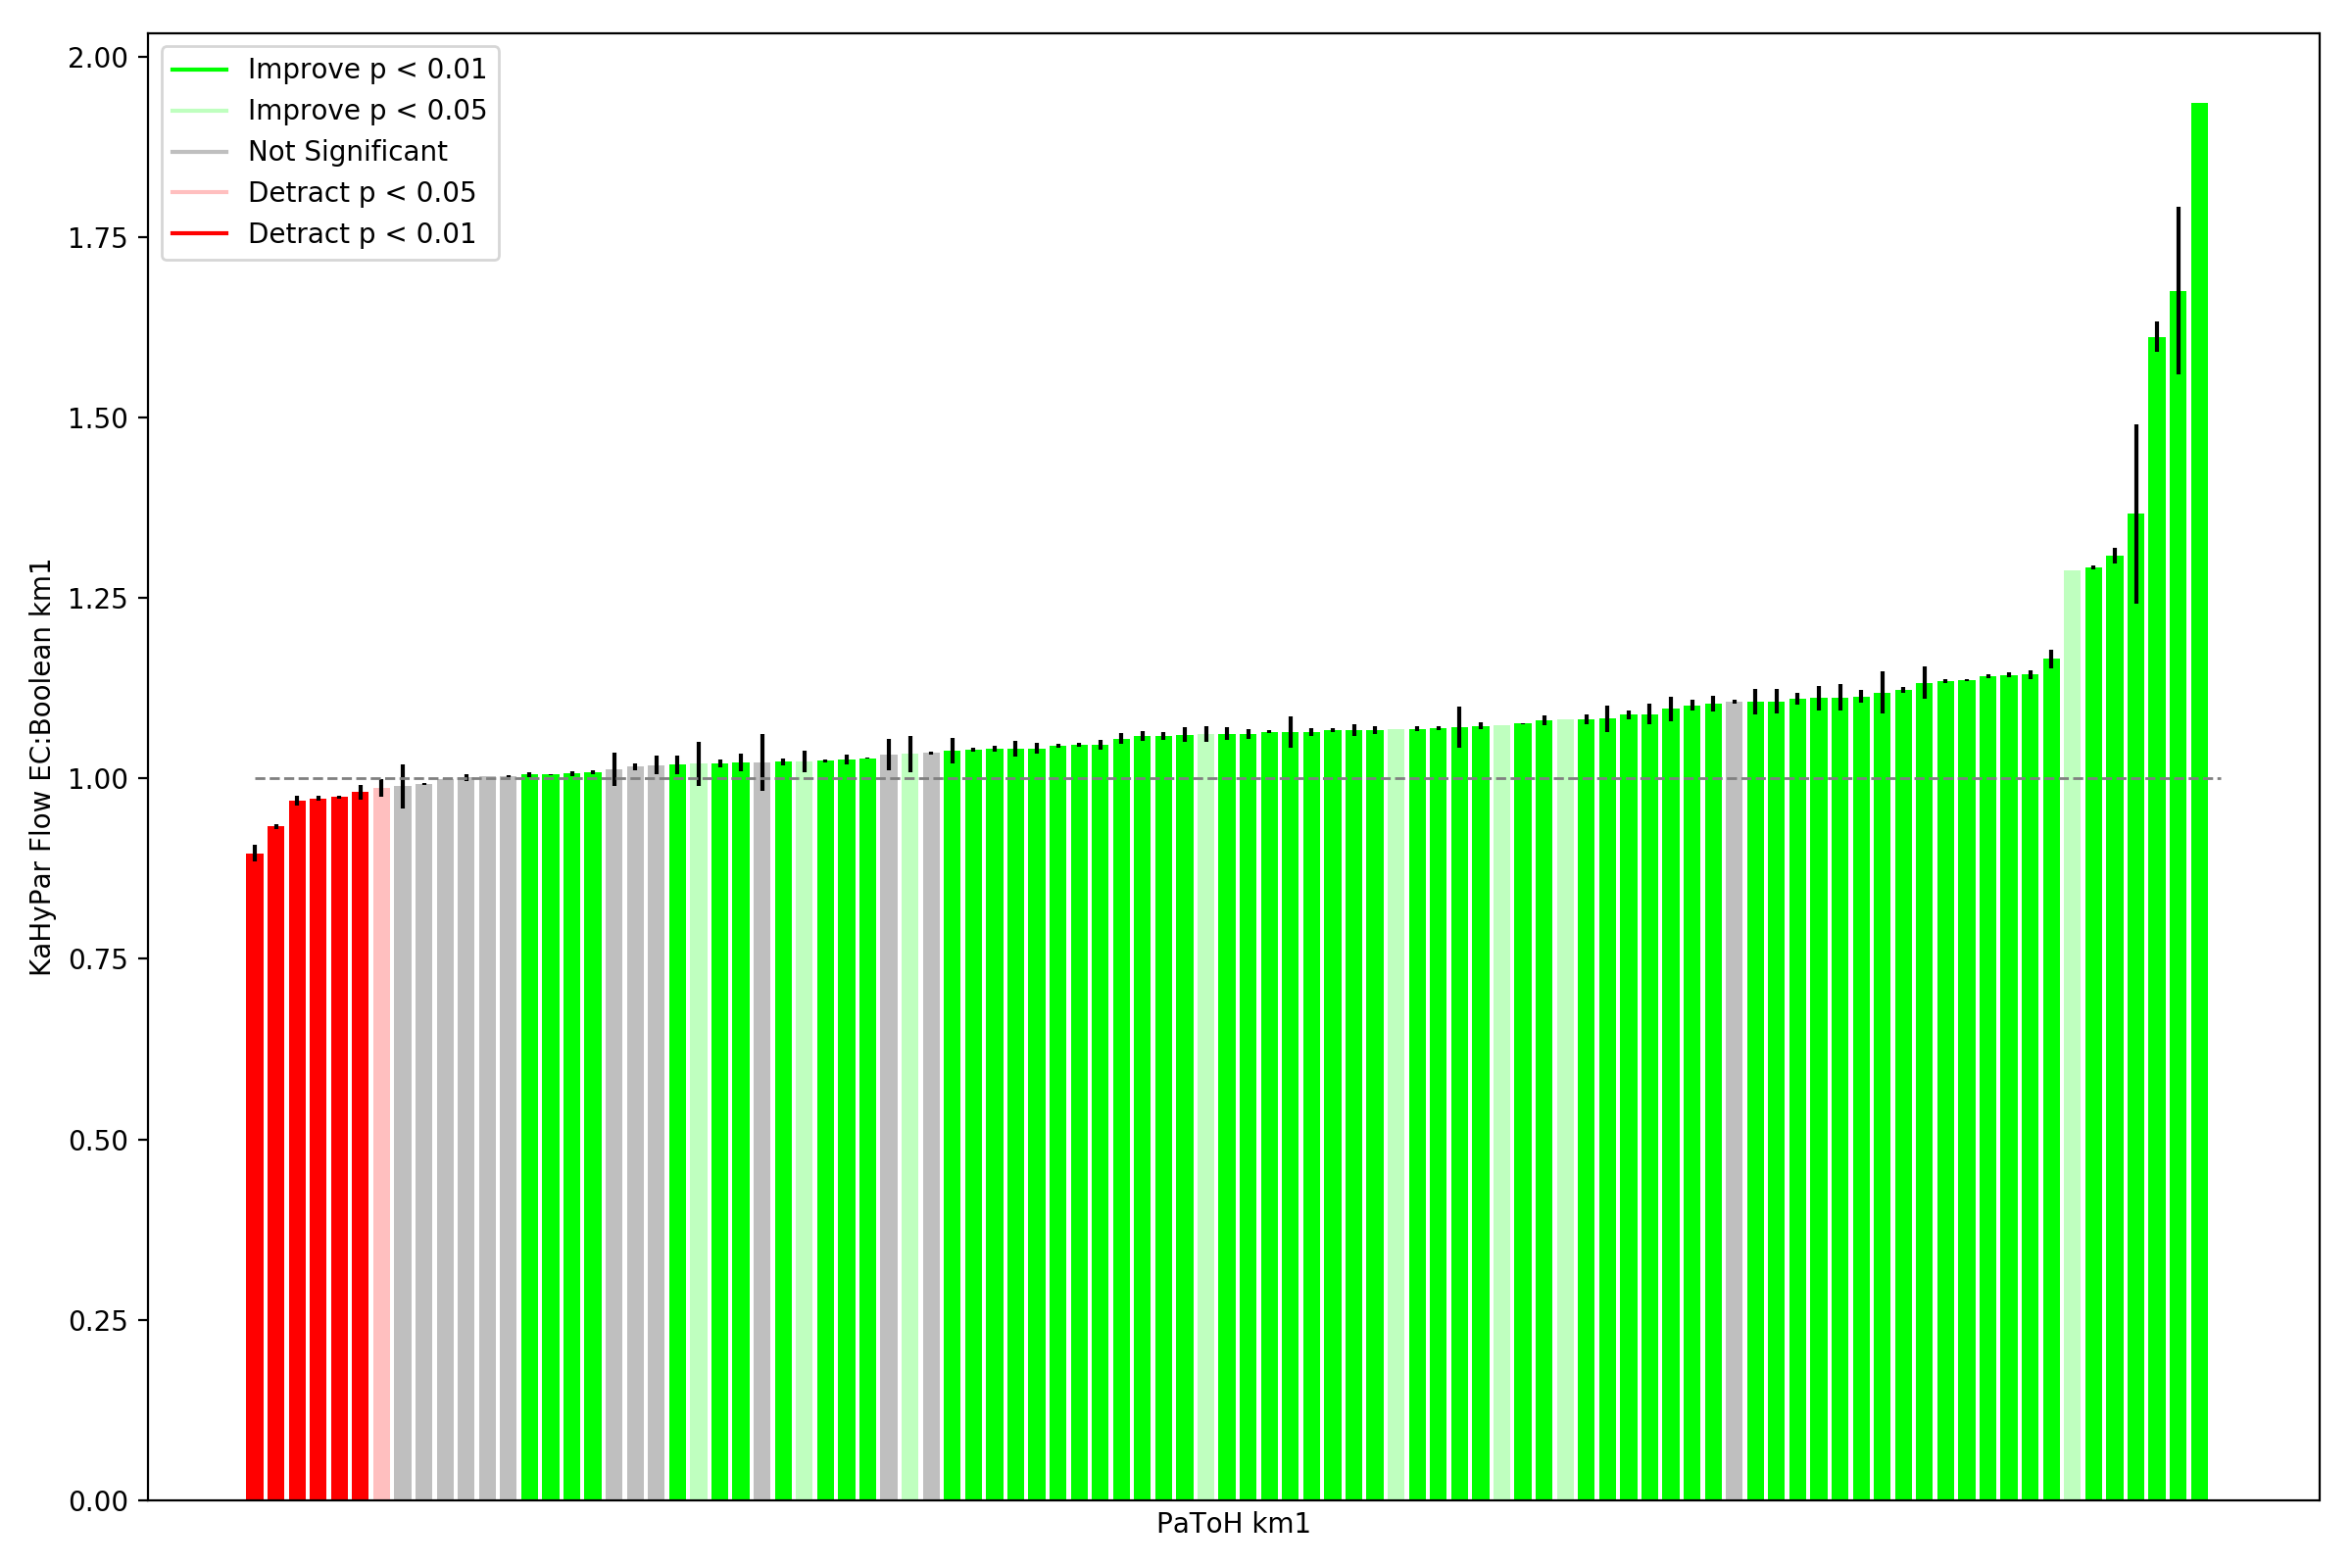 Improve p < 0.01
Improve p < 0.05
Not Significant
Detract p < 0.05
Detract p < 0.01
2.00
1.75
1.50
1.25
1.00
0.75
0.50
0.25
0.00
KaHyPar Flow EC:Boolean km1
PaToH km1